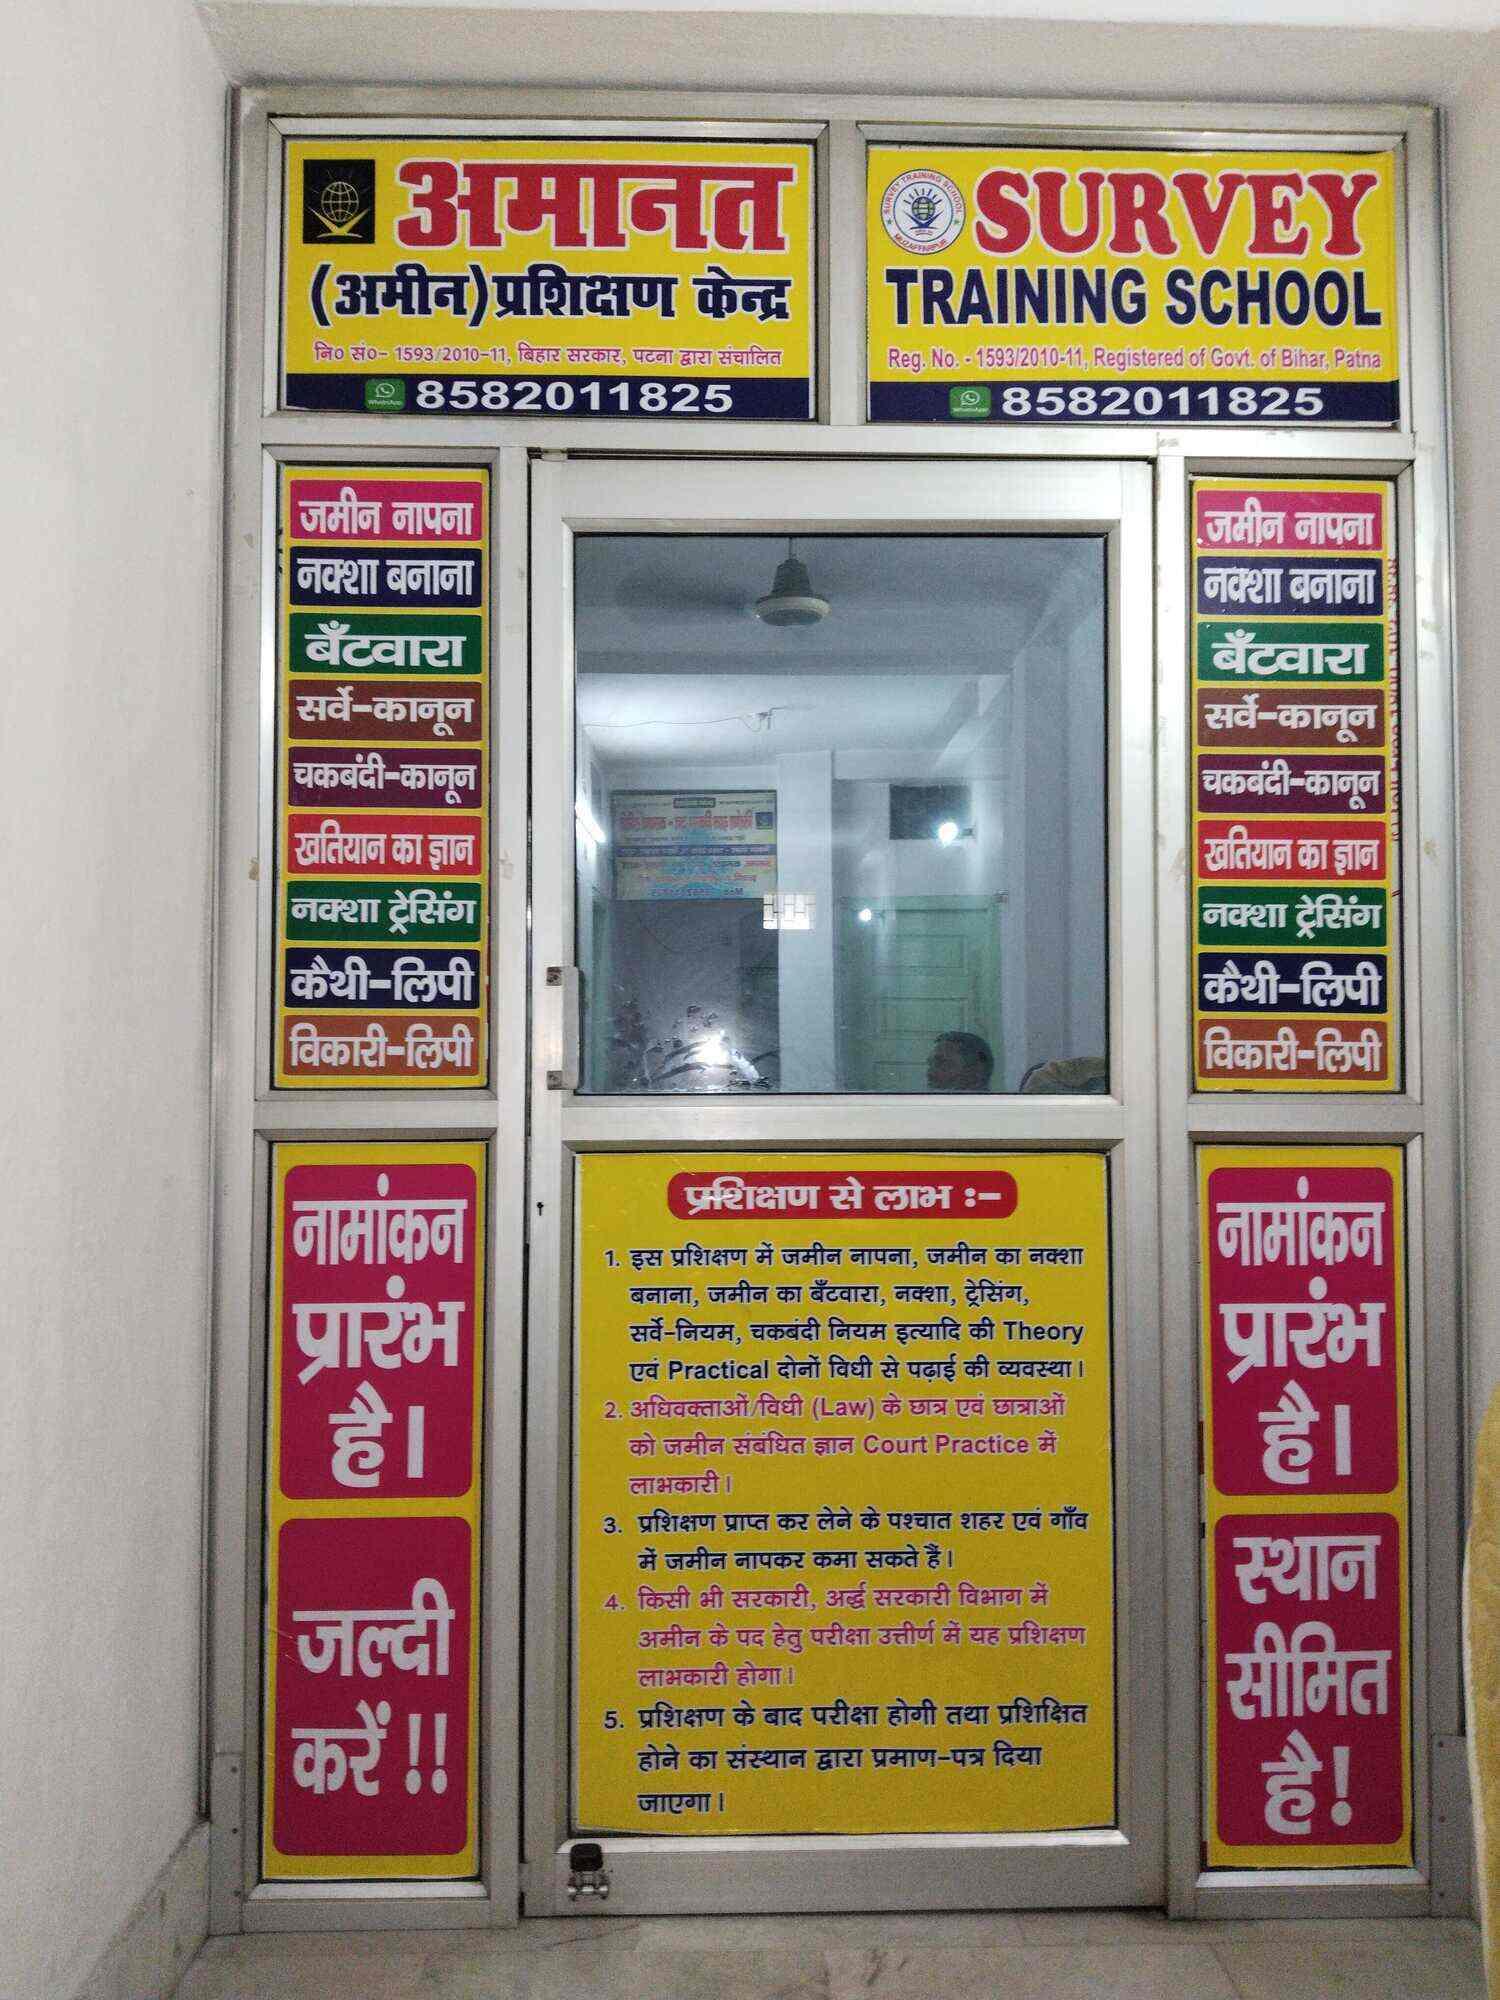 अमानत
(अमीन) प्रशिक्षण केन्द्र
नि० सं०- 1593/2010-11, बिहार सरकार, पटना द्वारा संचालित
WhatsApp 8582011825
SURVEY TRAINING SCHOOL
MUZAFFARPUR
SURVEY
TRAINING SCHOOL
Reg. No. - 1593/2010-11, Registered of Govt. of Bihar, Patna
WhatsApp 8582011825
जमीन नापना
नक्शा बनाना
बँटवारा
सर्वे-कानून
चकबंदी-कानून
खतियान का ज्ञान
नक्शा ट्रेसिंग
कैथी-लिपी
विकारी-लिपी
जमीन नापना
नक्शा बनाना
बँटवारा
सर्वे-कानून
चकबंदी-कानून
खतियान का ज्ञान
नक्शा ट्रेसिंग
कैथी-लिपी
विकारी-लिपी
नामांकन
प्रारंभ
है।
जल्दी
करें !!
प्रशिक्षण से लाभ :-
1. इस प्रशिक्षण में जमीन नापना, जमीन का नक्शा
बनाना, जमीन का बँटवारा, नक्शा, ट्रेसिंग,
सर्वे-नियम, चकबंदी नियम इत्यादि की Theory
एवं Practical दोनों विधी से पढ़ाई की व्यवस्था।
2. अधिवक्ताओं/विधी (Law) के छात्र एवं छात्राओं
को जमीन संबंधित ज्ञान Court Practice में
लाभकारी।
3. प्रशिक्षण प्राप्त कर लेने के पश्चात शहर एवं गाँव
में जमीन नापकर कमा सकते हैं।
4. किसी भी सरकारी, अर्द्ध सरकारी विभाग में
अमीन के पद हेतु परीक्षा उत्तीर्ण में यह प्रशिक्षण
लाभकारी होगा।
5. प्रशिक्षण के बाद परीक्षा होगी तथा प्रशिक्षित
होने का संस्थान द्वारा प्रमाण-पत्र दिया
जाएगा।
नामांकन
प्रारंभ
है।
स्थान
सीमित
है!